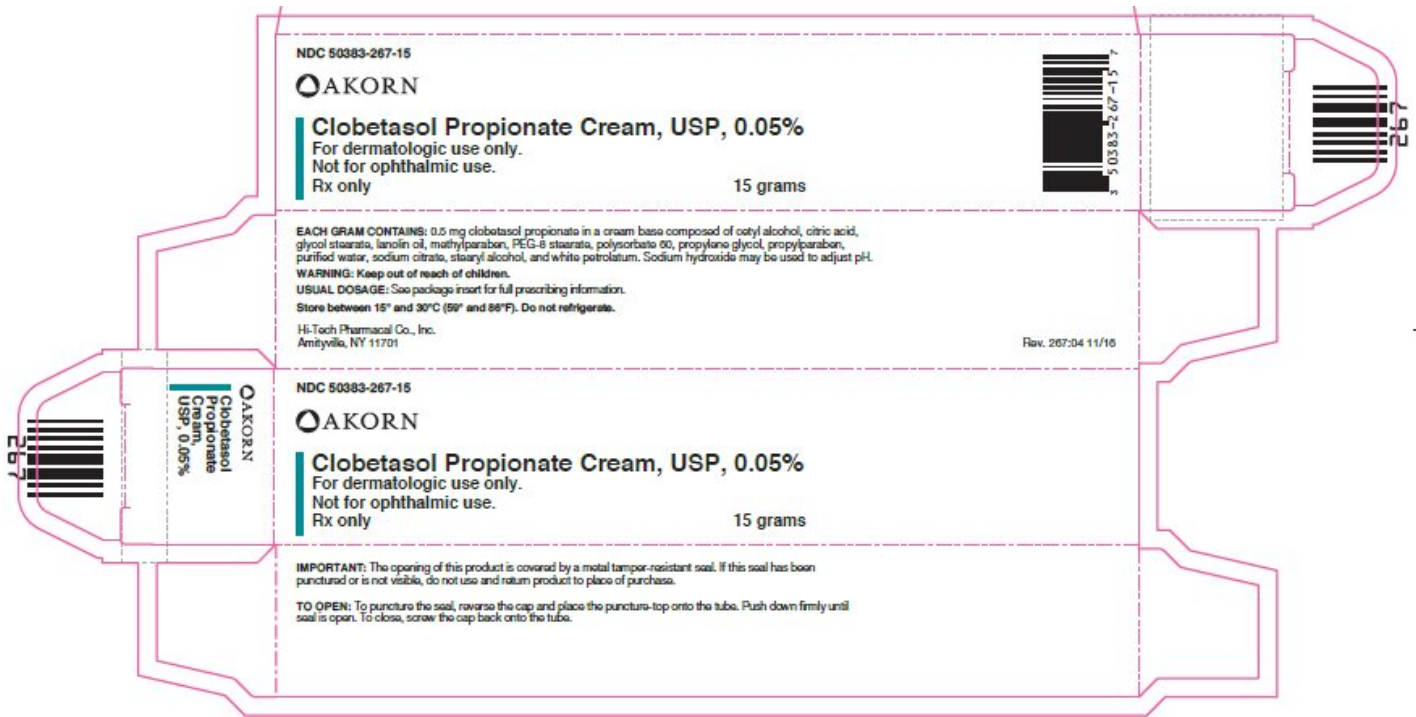 NDC 50383-267-15
AKORN
Clobetasol Propionate Cream, USP, 0.05%
For dermatologic use only.
Not for ophthalmic use.
Rx only 15 grams
3 50383-267-15 7
267
EACH GRAM CONTAINS: 0.5 mg clobetasol propionate in a cream base composed of cetyl alcohol, citric acid,
glycol stearate, lanolin oil, methylparaben, PEG-8 stearate, polysorbate 60, propylene glycol, propylparaben,
purified water, sodium citrate, stearyl alcohol, and white petrolatum. Sodium hydroxide may be used to adjust pH.
WARNING: Keep out of reach of children.
USUAL DOSAGE: See package insert for full prescribing information.
Store between 15° and 30°C (59° and 86°F). Do not refrigerate.
Hi-Tech Pharmacal Co., Inc.
Amityville, NY 11701
Rev. 267:04 11/16
267
AKORN
Clobetasol
Propionate
Cream,
USP, 0.05%
NDC 50383-267-15
AKORN
Clobetasol Propionate Cream, USP, 0.05%
For dermatologic use only.
Not for ophthalmic use.
Rx only 15 grams
IMPORTANT: The opening of this product is covered by a metal tamper-resistant seal. If this seal has been
punctured or is not visible, do not use and return product to place of purchase.
TO OPEN: To puncture the seal, reverse the cap and place the puncture-top onto the tube. Push down firmly until
seal is open. To close, screw the cap back onto the tube.